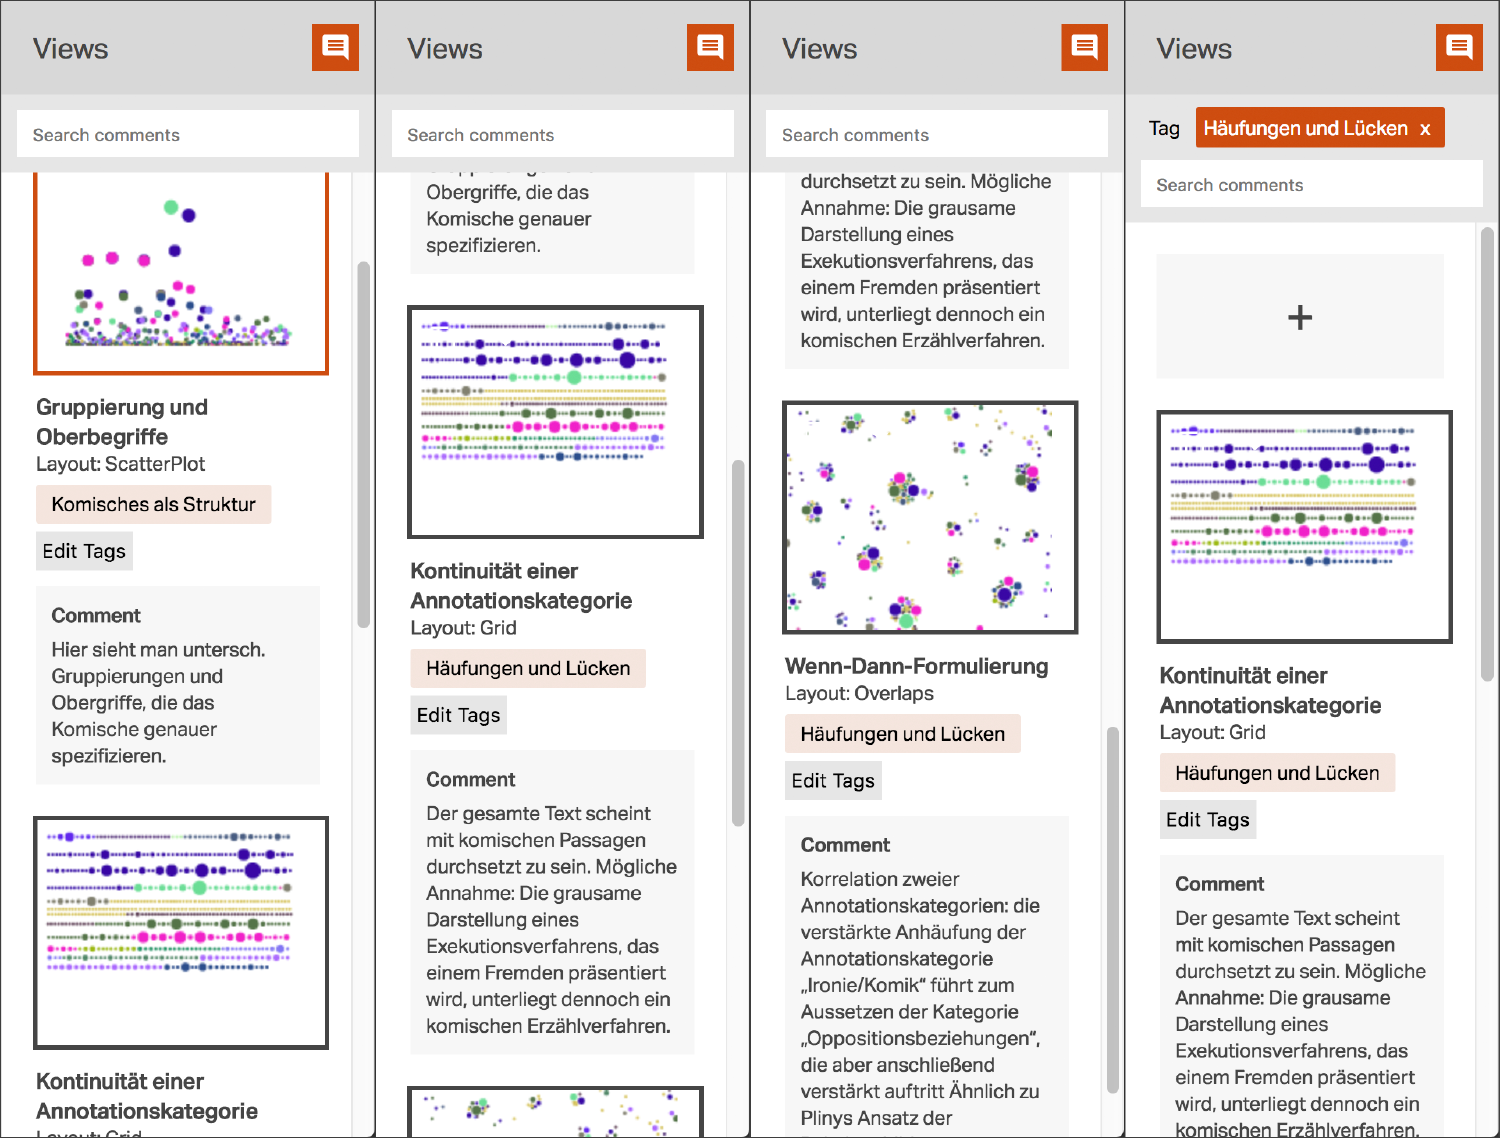 Views
Search comments
Gruppierung und
Oberbegriffe
Layout: ScatterPlot
Komisches als Struktur
Edit Tags
Comment
Hier sieht man untersch.
Gruppierungen und
Obergriffe, die das
Komische genauer
spezifizieren.
Kontinuität einer
Annotationskategorie
Layout: Grid
Views
Search comments
Obergriffe, die das
Komische genauer
spezifizieren.
Kontinuität einer
Annotationskategorie
Layout: Grid
Häufungen und Lücken
Edit Tags
Comment
Der gesamte Text scheint
mit komischen Passagen
durchsetzt zu sein. Mögliche
Annahme: Die grausame
Darstellung eines
Exekutionsverfahrens, das
einem Fremden präsentiert
wird, unterliegt dennoch ein
komischen Erzählverfahren.
Views
Search comments
durchsetzt zu sein. Mögliche
Annahme: Die grausame
Darstellung eines
Exekutionsverfahrens, das
einem Fremden präsentiert
wird, unterliegt dennoch ein
komischen Erzählverfahren.
Wenn-Dann-Formulierung
Layout: Overlaps
Häufungen und Lücken
Edit Tags
Comment
Korrelation zweier
Annotationskategorien: die
verstärkte Anhäufung der
Annotationskategorie
„Ironie/Komik“ führt zum
Aussetzen der Kategorie
„Oppositionsbeziehungen“,
die aber anschließend
verstärkt auftritt Ähnlich zu
Plinys Ansatz der
Views
Tag Häufungen und Lücken x
Search comments
+
Kontinuität einer
Annotationskategorie
Layout: Grid
Häufungen und Lücken
Edit Tags
Comment
Der gesamte Text scheint
mit komischen Passagen
durchsetzt zu sein. Mögliche
Annahme: Die grausame
Darstellung eines
Exekutionsverfahrens, das
einem Fremden präsentiert
wird, unterliegt dennoch ein
komischen Erzählverfahren.